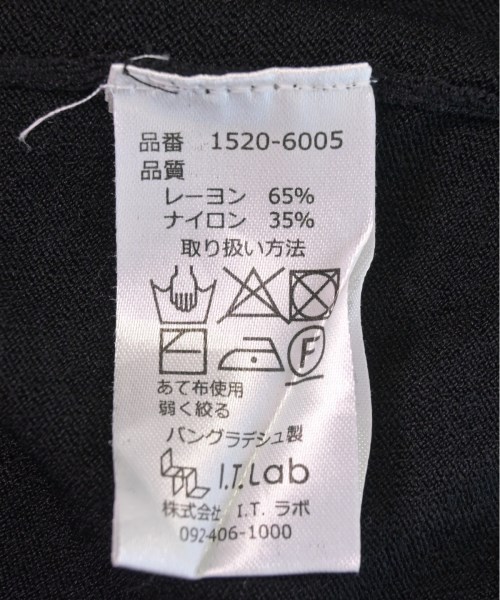 品番 1520-6005
品質
レーヨン 65%
ナイロン 35%
取り扱い方法
F
あて布使用
弱く絞る
バングラデシュ製
I.T.Lab
株式会社 I.T. ラボ
092-406-1000